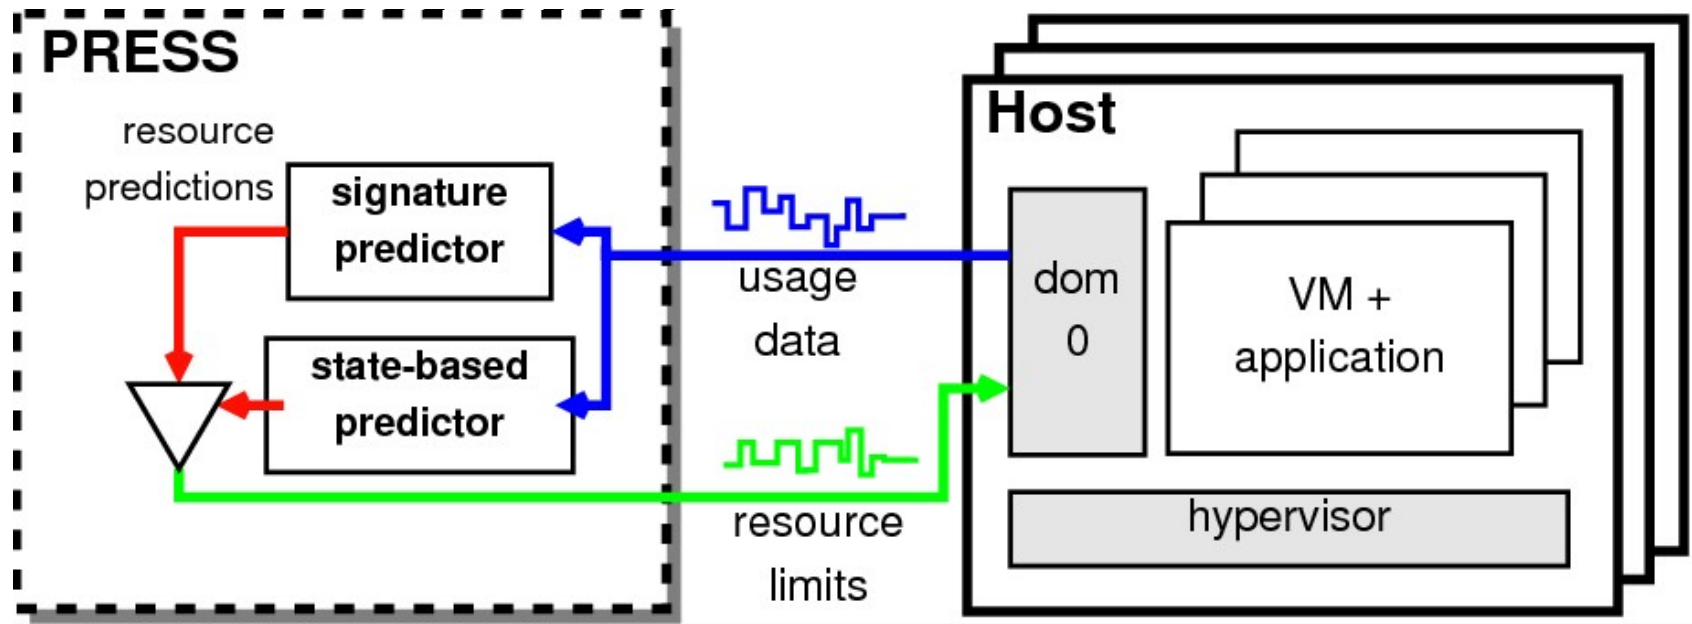 PRESS
resource
predictions
signature
predictor
state-based
predictor
usage
data
resource
limits
Host
dom
0
VM +
application
hypervisor